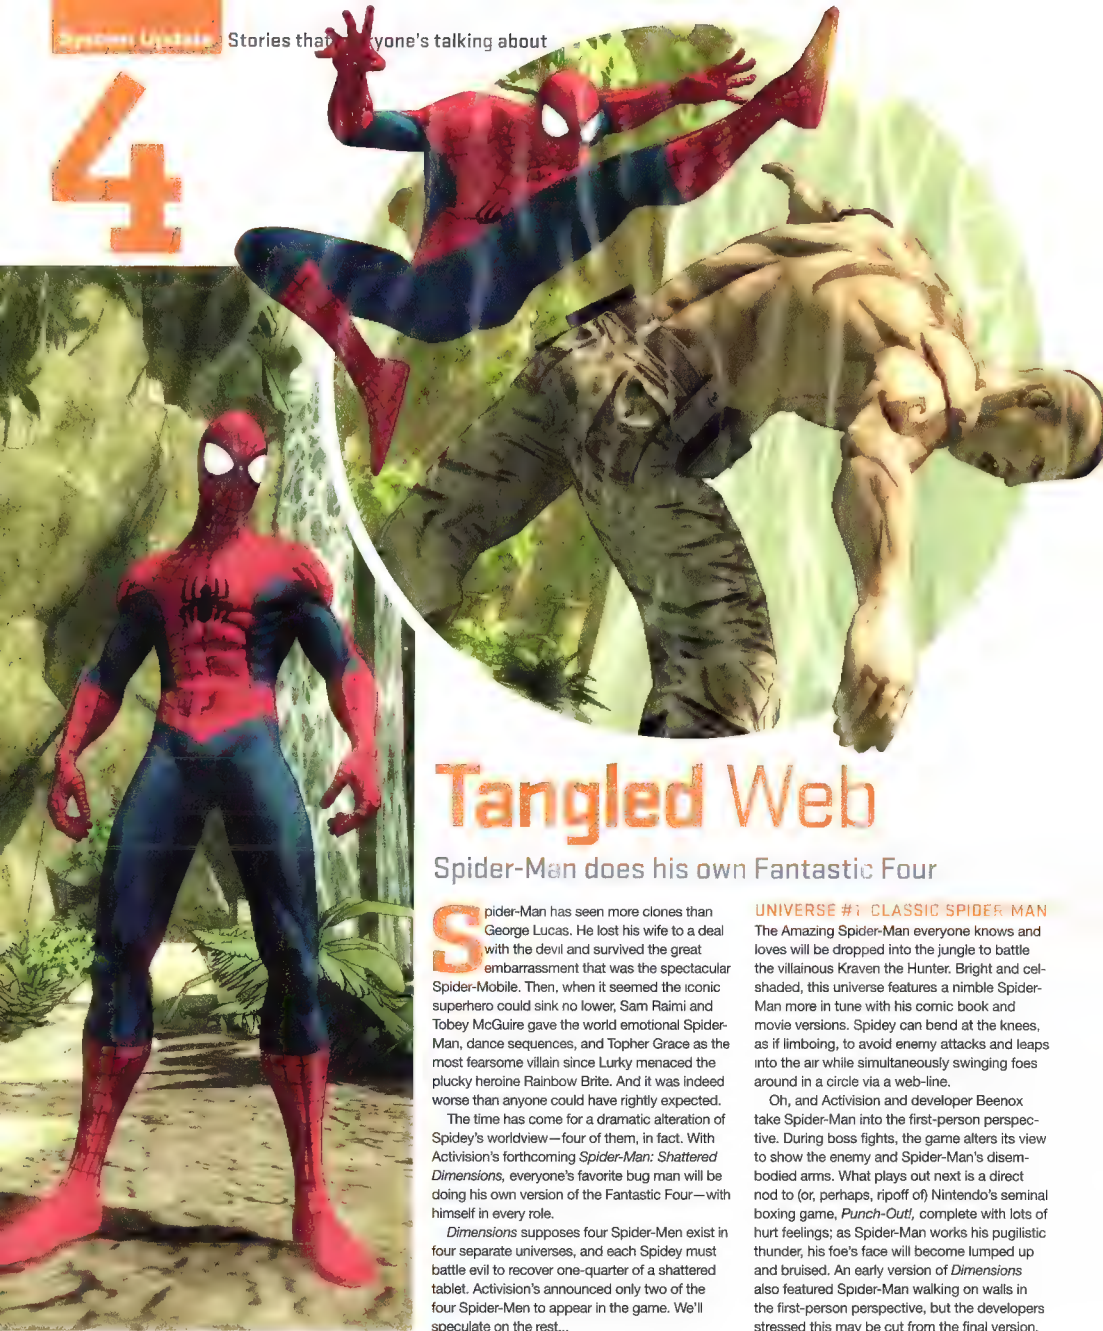 System Update Stories that everyone's talking about
4
Tangled Web
Spider-Man does his own Fantastic Four
Spider-Man has seen more clones than
George Lucas. He lost his wife to a deal
with the devil and survived the great
embarrassment that was the spectacular
Spider-Mobile. Then, when it seemed the iconic
superhero could sink no lower, Sam Raimi and
Tobey McGuire gave the world emotional Spider-
Man, dance sequences, and Topher Grace as the
most fearsome villain since Lurky menaced the
plucky heroine Rainbow Brite. And it was indeed
worse than anyone could have rightly expected.
The time has come for a dramatic alteration of
Spidey's worldview—four of them, in fact. With
Activision's forthcoming Spider-Man: Shattered
Dimensions, everyone's favorite bug man will be
doing his own version of the Fantastic Four—with
himself in every role.
Dimensions supposes four Spider-Men exist in
four separate universes, and each Spidey must
battle evil to recover one-quarter of a shattered
tablet. Activision's announced only two of the
four Spider-Men to appear in the game. We'll
speculate on the rest...
UNIVERSE #1 CLASSIC SPIDER MAN
The Amazing Spider-Man everyone knows and
loves will be dropped into the jungle to battle
the villainous Kraven the Hunter. Bright and cel-
shaded, this universe features a nimble Spider-
Man more in tune with his comic book and
movie versions. Spidey can bend at the knees,
as if limboing, to avoid enemy attacks and leaps
into the air while simultaneously swinging foes
around in a circle via a web-line.
Oh, and Activision and developer Beenox
take Spider-Man into the first-person perspec-
tive. During boss fights, the game alters its view
to show the enemy and Spider-Man's disem-
bodied arms. What plays out next is a direct
nod to (or, perhaps, ripoff of) Nintendo's seminal
boxing game, Punch-Out!, complete with lots of
hurt feelings; as Spider-Man works his pugilistic
thunder, his foe's face will become lumped up
and bruised. An early version of Dimensions
also featured Spider-Man walking on walls in
the first-person perspective, but the developers
stressed this may be cut from the final version.